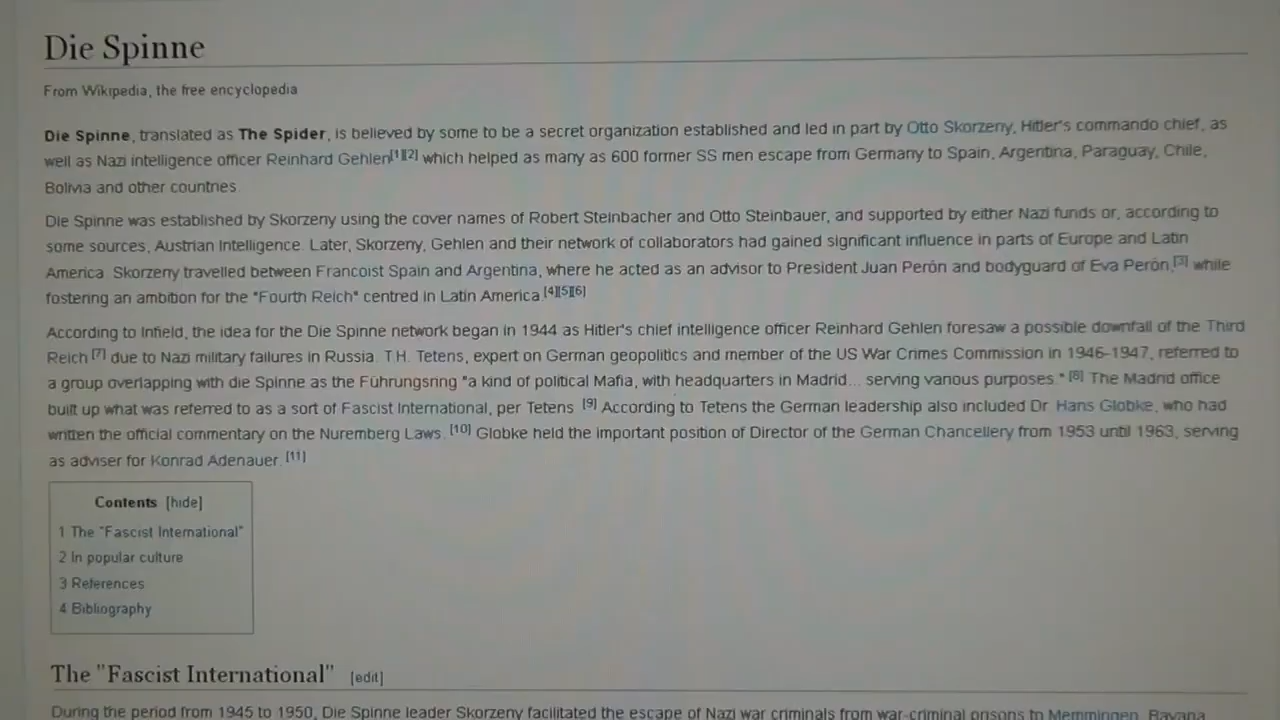 Die Spinne
From Wikipedia, the free encyclopedia
Die Spinne, translated as The Spider, is believed by some to be a secret organization established and led in part by Otto Skorzeny, Hitler's commando chief, as
well as Nazi intelligence officer Reinhard Gehlen[1][2] which helped as many as 600 former SS men escape from Germany to Spain, Argentina, Paraguay, Chile,
Bolivia and other countries.
Die Spinne was established by Skorzeny using the cover names of Robert Steinbacher and Otto Steinbauer, and supported by either Nazi funds or, according to
some sources, Austrian Intelligence. Later, Skorzeny, Gehlen and their network of collaborators had gained significant influence in parts of Europe and Latin
America. Skorzeny travelled between Francoist Spain and Argentina, where he acted as an advisor to President Juan Perón and bodyguard of Eva Perón,[3] while
fostering an ambition for the "Fourth Reich" centred in Latin America.[4][5][6]
According to Infield, the idea for the Die Spinne network began in 1944 as Hitler's chief intelligence officer Reinhard Gehlen foresaw a possible downfall of the Third
Reich [7] due to Nazi military failures in Russia. T.H. Tetens, expert on German geopolitics and member of the US War Crimes Commission in 1946-1947, referred to
a group overlapping with die Spinne as the Führungsring "a kind of political Mafia, with headquarters in Madrid... serving various purposes." [8] The Madrid office
built up what was referred to as a sort of Fascist International, per Tetens [9] According to Tetens the German leadership also included Dr. Hans Globke, who had
written the official commentary on the Nuremberg Laws. [10] Globke held the important position of Director of the German Chancellery from 1953 until 1963, serving
as adviser for Konrad Adenauer. [11]
Contents [hide]
1 The "Fascist International"
2 In popular culture
3 References
4 Bibliography
The "Fascist International" [edit]
During the period from 1945 to 1950, Die Spinne leader Skorzeny facilitated the escape of Nazi war criminals from war-criminal prisons to Memmingen, Bavaria,